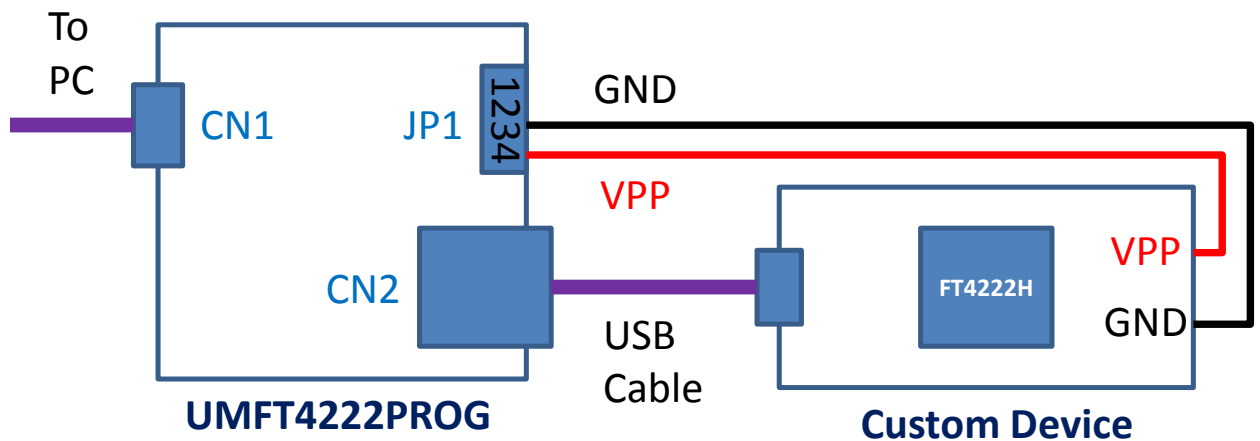 To
PC
CN1
JP1
1234
GND
VPP
CN2
USB
Cable
FT4222H
VPP
GND
UMFT4222PROG
Custom Device